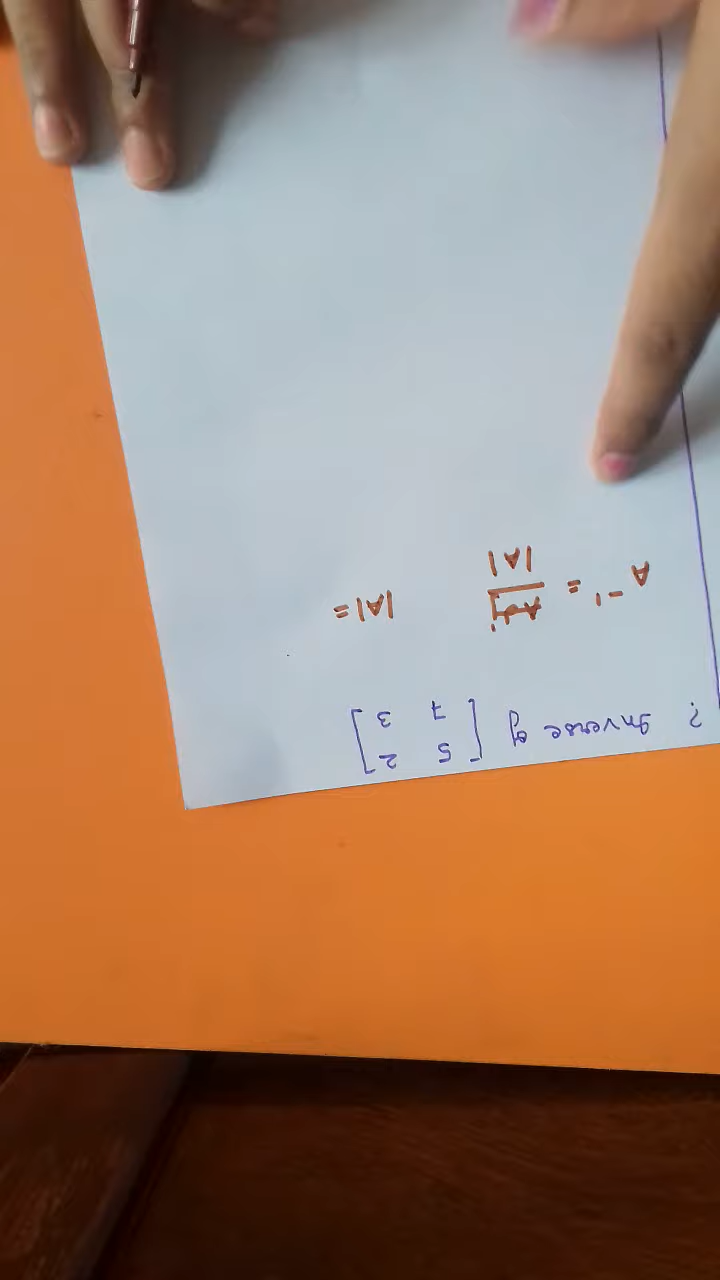 ? Inverse of [ 5 2
7 3 ]
A⁻¹ = Adj / |A| |A| =